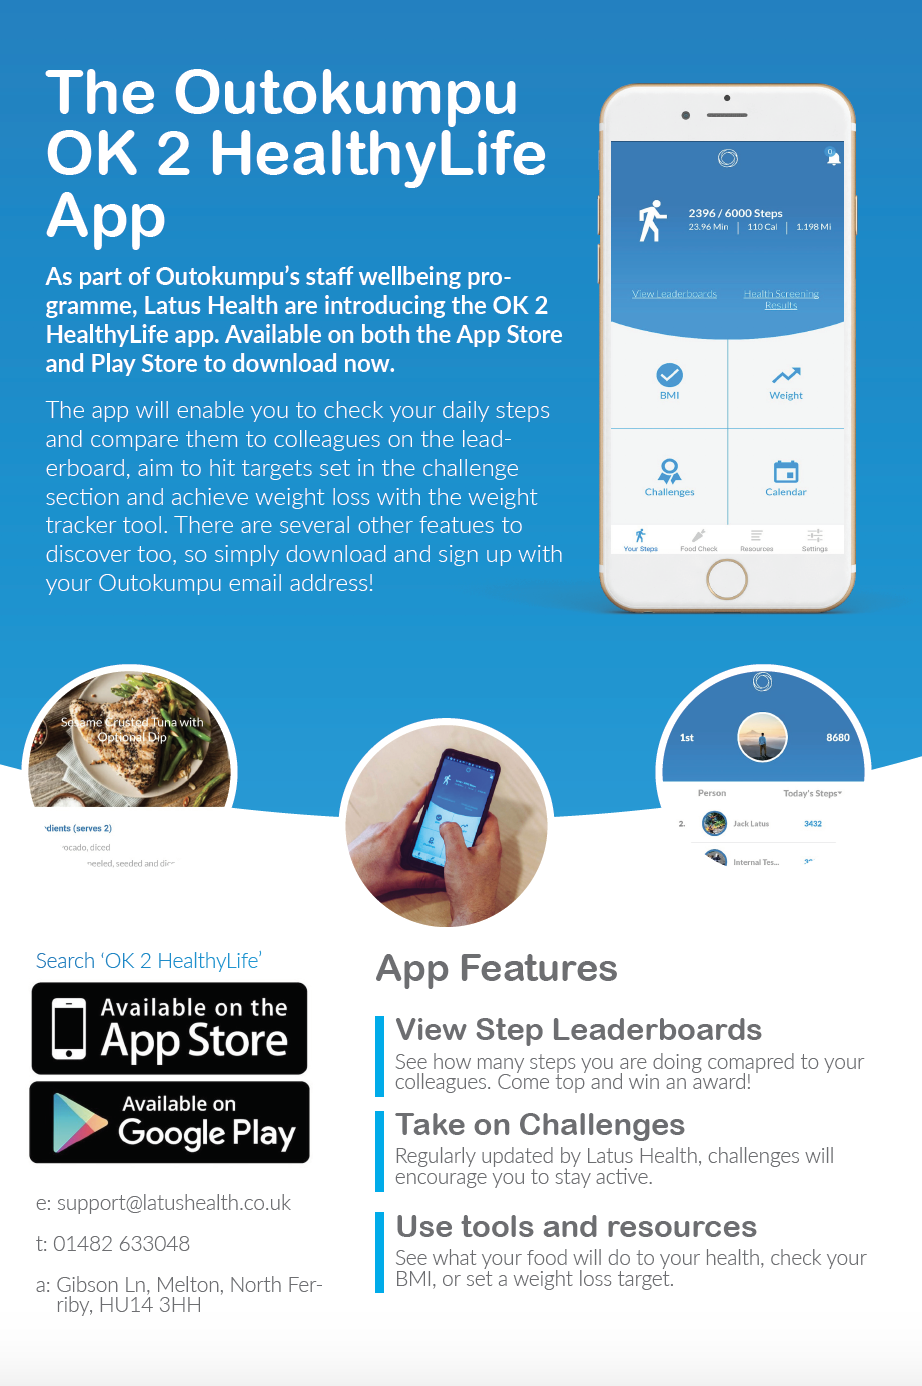 The Outokumpu
OK 2 HealthyLife
App
As part of Outokumpu's staff wellbeing pro-
gramme, Latus Health are introducing the OK 2
HealthyLife app. Available on both the App Store
and Play Store to download now.
The app will enable you to check your daily steps
and compare them to colleagues on the lead-
erboard, aim to hit targets set in the challenge
section and achieve weight loss with the weight
tracker tool. There are several other featues to
discover too, so simply download and sign up with
your Outokumpu email address!
0
2396 / 6000 Steps
23.96 Min | 110 Cal | 1.198 Mi
View Leaderboards
Health Screening
Results
BMI
Weight
Challenges
Calendar
Your Steps
Food Check
Resources
Settings
Sesame Crusted Tuna with
Optional Dip
dients (serves 2)
ocado, diced
peeled, seeded and dic
1st
8680
Person
Today's Steps
2.
Jack Latus
3432
Internal Tes...
Search ‘OK 2 HealthyLife’
Available on the
App Store
Available on
Google Play
e: support@latushealth.co.uk
t: 01482 633048
a: Gibson Ln, Melton, North Fer-
riby, HU14 3HH
App Features
View Step Leaderboards
See how many steps you are doing comapred to your
colleagues. Come top and win an award!
Take on Challenges
Regularly updated by Latus Health, challenges will
encourage you to stay active.
Use tools and resources
See what your food will do to your health, check your
BMI, or set a weight loss target.